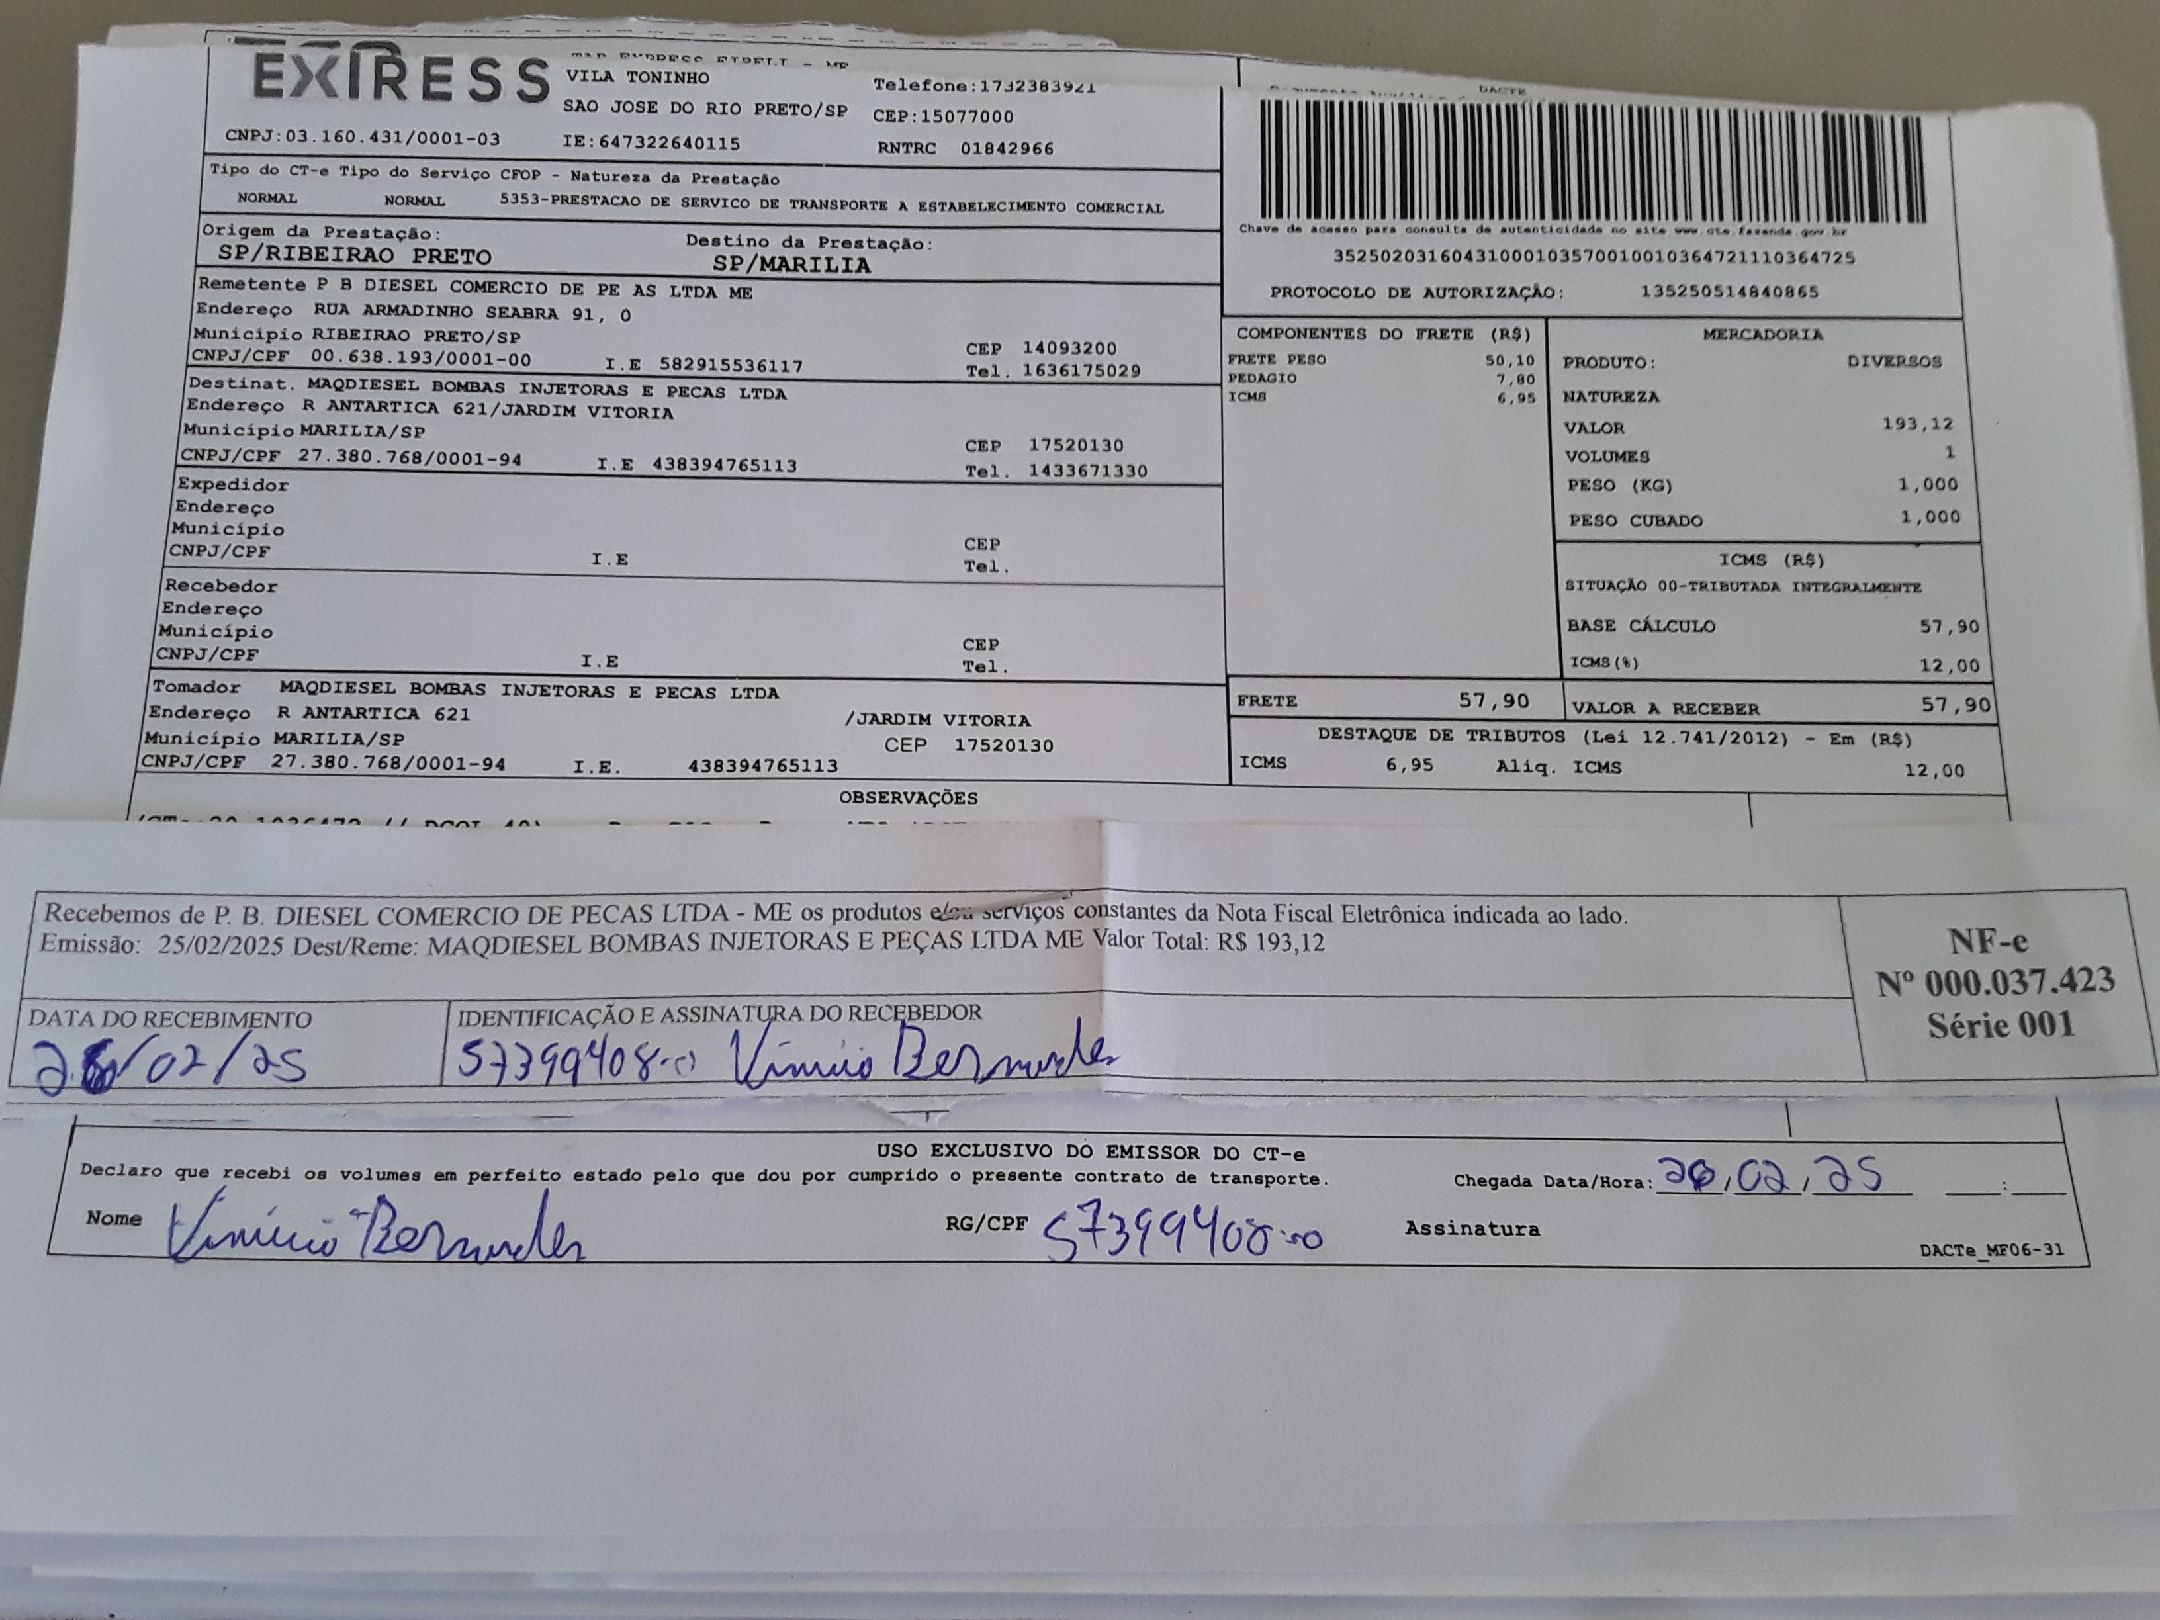 EXPRESS
VILA TONINHO
Telefone:1732383921
SAO JOSE DO RIO PRETO/SP
CEP:15077000
CNPJ:03.160.431/0001-03 IE:647322640115 RNTRC 01842966
DACTE
Tipo do CT-e Tipo do Serviço CFOP - Natureza da Prestação
NORMAL NORMAL 5353-PRESTACAO DE SERVICO DE TRANSPORTE A ESTABELECIMENTO COMERCIAL
Chave de acesso para consulta de autenticidade no site www.cte.fazenda.gov.br
35250203160431000103570010010364721110364725
PROTOCOLO DE AUTORIZAÇÃO: 135250514840865
Origem da Prestação: Destino da Prestação:
SP/RIBEIRAO PRETO SP/MARILIA
Remetente P B DIESEL COMERCIO DE PE AS LTDA ME
Endereço RUA ARMADINHO SEABRA 91, 0
Município RIBEIRAO PRETO/SP CEP 14093200
CNPJ/CPF 00.638.193/0001-00 I.E 582915536117 Tel. 1636175029
Destinat. MAQDIESEL BOMBAS INJETORAS E PECAS LTDA
Endereço R ANTARTICA 621/JARDIM VITORIA
Município MARILIA/SP CEP 17520130
CNPJ/CPF 27.380.768/0001-94 I.E 438394765113 Tel. 1433671330
Expedidor
Endereço
Município CEP
CNPJ/CPF I.E Tel.
Recebedor
Endereço
Município CEP
CNPJ/CPF I.E Tel.
Tomador MAQDIESEL BOMBAS INJETORAS E PECAS LTDA
Endereço R ANTARTICA 621 /JARDIM VITORIA
Município MARILIA/SP CEP 17520130
CNPJ/CPF 27.380.768/0001-94 I.E. 438394765113
COMPONENTES DO FRETE (R$)
FRETE PESO 50,10
PEDAGIO 7,80
ICMS 6,95
MERCADORIA
PRODUTO: DIVERSOS
NATUREZA
VALOR 193,12
VOLUMES 1
PESO (KG) 1,000
PESO CUBADO 1,000
ICMS (R$)
SITUAÇÃO 00-TRIBUTADA INTEGRALMENTE
BASE CÁLCULO 57,90
ICMS(%) 12,00
FRETE 57,90 VALOR A RECEBER 57,90
DESTAQUE DE TRIBUTOS (Lei 12.741/2012) - Em (R$)
ICMS 6,95 Aliq. ICMS 12,00
OBSERVAÇÕES
Recebemos de P. B. DIESEL COMERCIO DE PECAS LTDA - ME os produtos e/ou serviços constantes da Nota Fiscal Eletrônica indicada ao lado.
Emissão: 25/02/2025 Dest/Reme: MAQDIESEL BOMBAS INJETORAS E PEÇAS LTDA ME Valor Total: R$ 193,12
NF-e
Nº 000.037.423
Série 001
DATA DO RECEBIMENTO IDENTIFICAÇÃO E ASSINATURA DO RECEBEDOR
26/02/25 57399408-0 Vinicio Bernardes
USO EXCLUSIVO DO EMISSOR DO CT-e
Declaro que recebi os volumes em perfeito estado pelo que dou por cumprido o presente contrato de transporte. Chegada Data/Hora: 26/02/25 :
Nome Vinicio Bernardes RG/CPF 57399408-0 Assinatura
DACTe_MF06-31